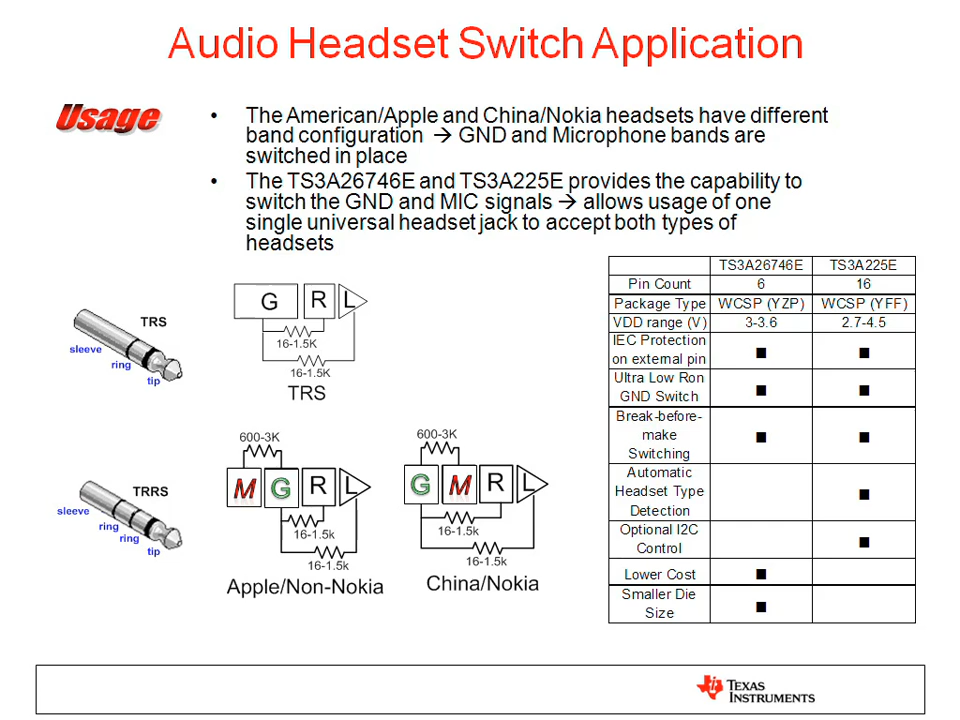 Audio Headset Switch Application
Usage
• The American/Apple and China/Nokia headsets have different
band configuration → GND and Microphone bands are
switched in place
• The TS3A26746E and TS3A225E provides the capability to
switch the GND and MIC signals → allows usage of one
single universal headset jack to accept both types of
headsets
TRS
sleeve
ring
tip
G R L
16-1.5K
16-1.5K
TRS
TRRS
sleeve
ring
ring
tip
600-3K
M G R L
16-1.5k
16-1.5k
Apple/Non-Nokia
600-3K
G M R L
16-1.5k
16-1.5k
China/Nokia
TS3A26746E TS3A225E
Pin Count 6 16
Package Type WCSP (YZP) WCSP (YFF)
VDD range (V) 3-3.6 2.7-4.5
IEC Protection
on external pin ■ ■
Ultra Low Ron
GND Switch ■ ■
Break-before-
make
Switching ■ ■
Automatic
Headset Type
Detection ■
Optional I2C
Control ■
Lower Cost ■
Smaller Die
Size ■
TEXAS
INSTRUMENTS